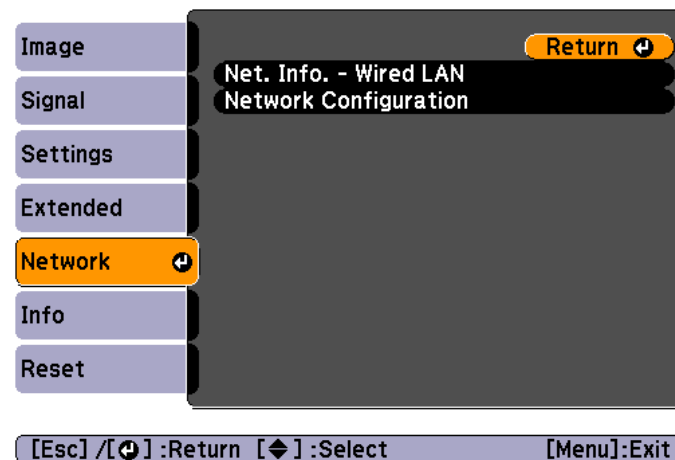 Image
Signal
Settings
Extended
Network
Info
Reset
Return
Net. Info. - Wired LAN
Network Configuration
[Esc] /[ ] :Return [ ] :Select [Menu]:Exit